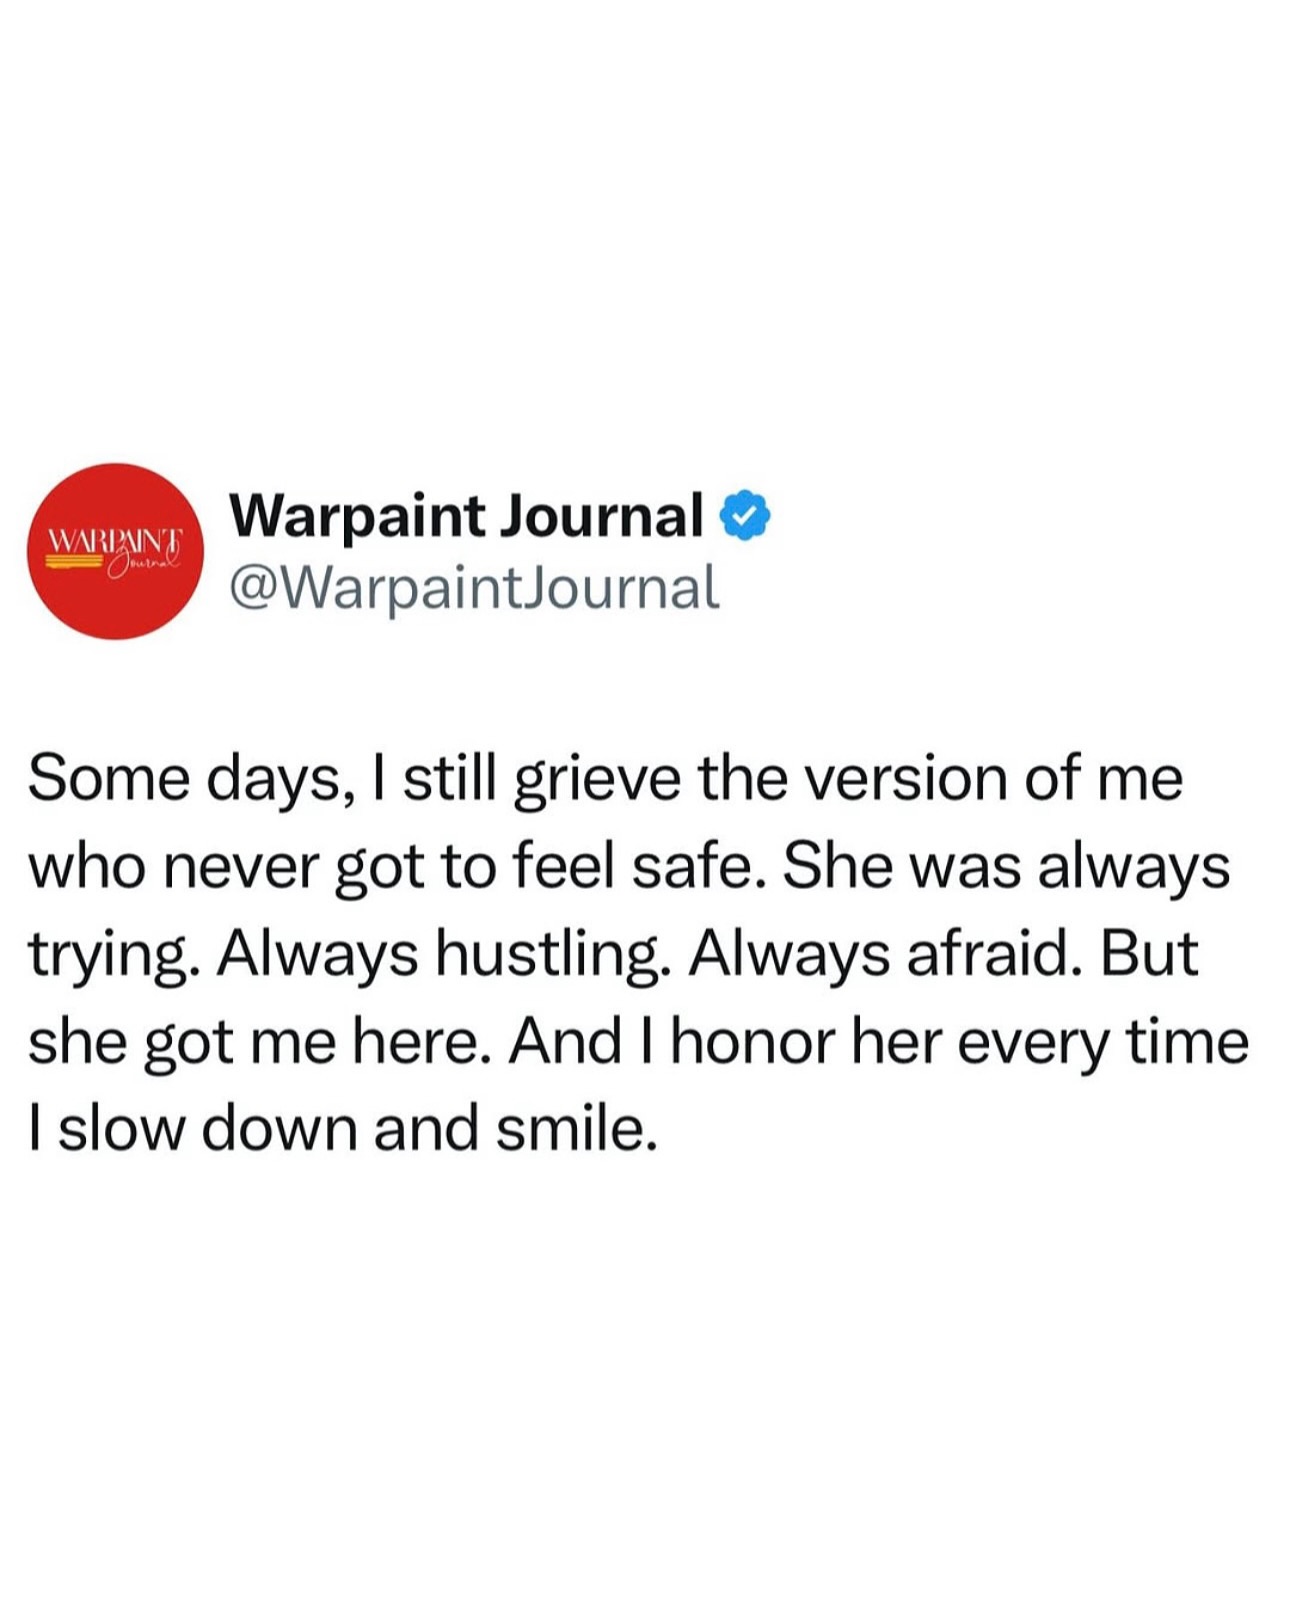 WARPAINT
Journal
Warpaint Journal
@WarpaintJournal
Some days, I still grieve the version of me
who never got to feel safe. She was always
trying. Always hustling. Always afraid. But
she got me here. And I honor her every time
I slow down and smile.